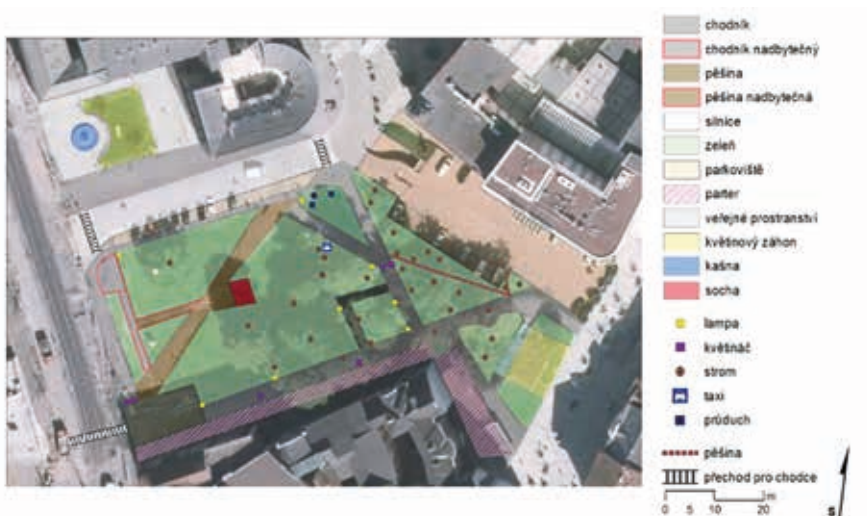 chodník
chodník nadbytečný
pěšina
pěšina nadbytečná
silnice
zeleň
parkoviště
parter
veřejné prostranství
květinový záhon
kašna
socha
lampa
květináč
strom
taxi
průduch
pěšina
přechod pro chodce
m
0 5 10 20
S